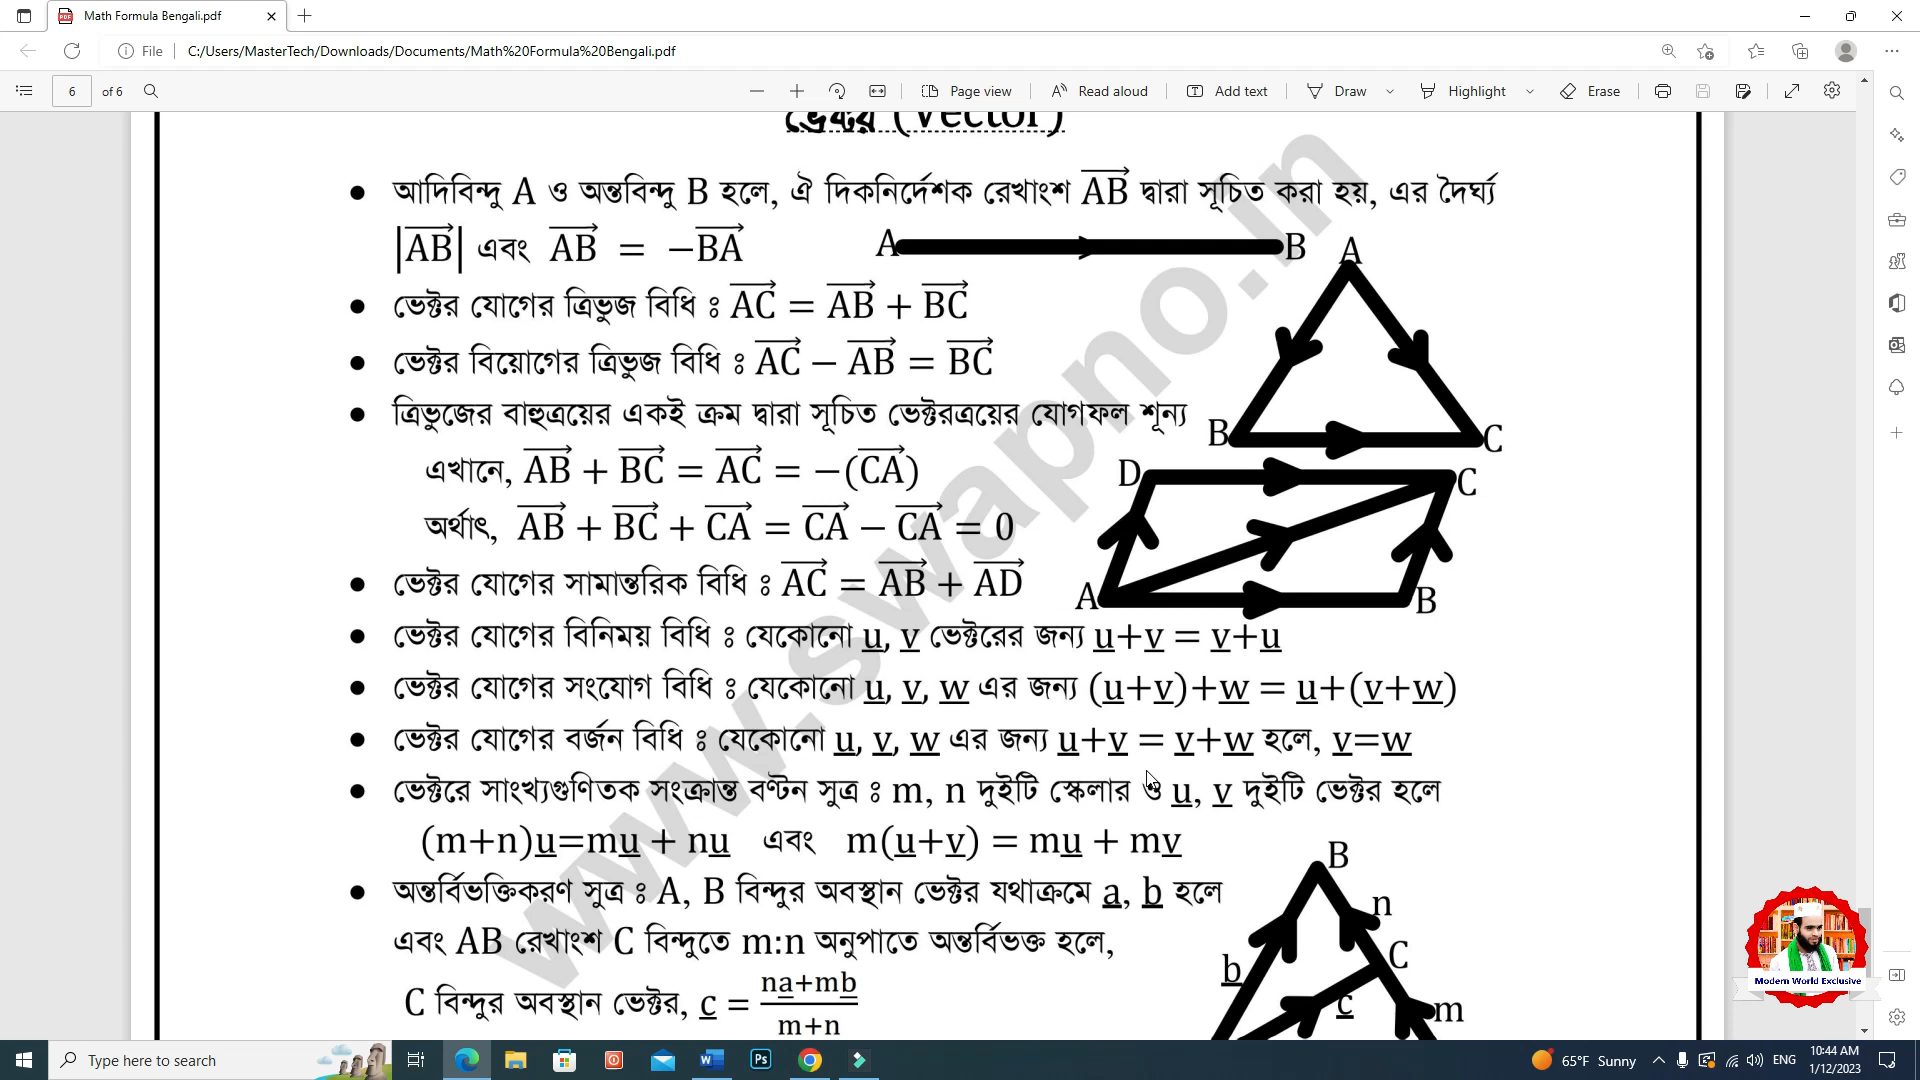 Math Formula Bengali.pdf
File
C:/Users/MasterTech/Downloads/Documents/Math%20Formula%20Bengali.pdf
6 of 6
Page view
Read aloud
Add text
Draw
Highlight
Erase
ভেক্টর (Vector)
• আদিবিন্দু A ও অন্তবিন্দু B হলে, ঐ দিকনির্দেশক রেখাংশ AB⃗ দ্বারা সূচিত করা হয়, এর দৈর্ঘ্য
|AB⃗| এবং AB⃗ = −BA⃗
A B
• ভেক্টর যোগের ত্রিভুজ বিধি ঃ AC⃗ = AB⃗ + BC⃗
• ভেক্টর বিয়োগের ত্রিভুজ বিধি ঃ AC⃗ − AB⃗ = BC⃗
A
B C
• ত্রিভুজের বাহুত্রয়ের একই ক্রম দ্বারা সূচিত ভেক্টরত্রয়ের যোগফল শূন্য
এখানে, AB⃗ + BC⃗ = AC⃗ = −(CA⃗)
অর্থাৎ, AB⃗ + BC⃗ + CA⃗ = CA⃗ − CA⃗ = 0
D C
A B
• ভেক্টর যোগের সামান্তরিক বিধি ঃ AC⃗ = AB⃗ + AD⃗
• ভেক্টর যোগের বিনিময় বিধি ঃ যেকোনো u, v ভেক্টরের জন্য u+v = v+u
• ভেক্টর যোগের সংযোগ বিধি ঃ যেকোনো u, v, w এর জন্য (u+v)+w = u+(v+w)
• ভেক্টর যোগের বর্জন বিধি ঃ যেকোনো u, v, w এর জন্য u+v = v+w হলে, v=w
• ভেক্টরে সাংখ্যগুণিতক সংক্রান্ত বণ্টন সুত্র ঃ m, n দুইটি স্কেলার ও u, v দুইটি ভেক্টর হলে
(m+n)u=mu + nu এবং m(u+v) = mu + mv
• অন্তর্বিভক্তিকরণ সুত্র ঃ A, B বিন্দুর অবস্থান ভেক্টর যথাক্রমে a, b হলে
এবং AB রেখাংশ C বিন্দুতে m:n অনুপাতে অন্তর্বিভক্ত হলে,
C বিন্দুর অবস্থান ভেক্টর, c = na+mb / m+n
B
n
C
b
c
m
www.swapno.in
Modern World Exclusive
Type here to search
65°F Sunny
ENG
10:44 AM
1/12/2023